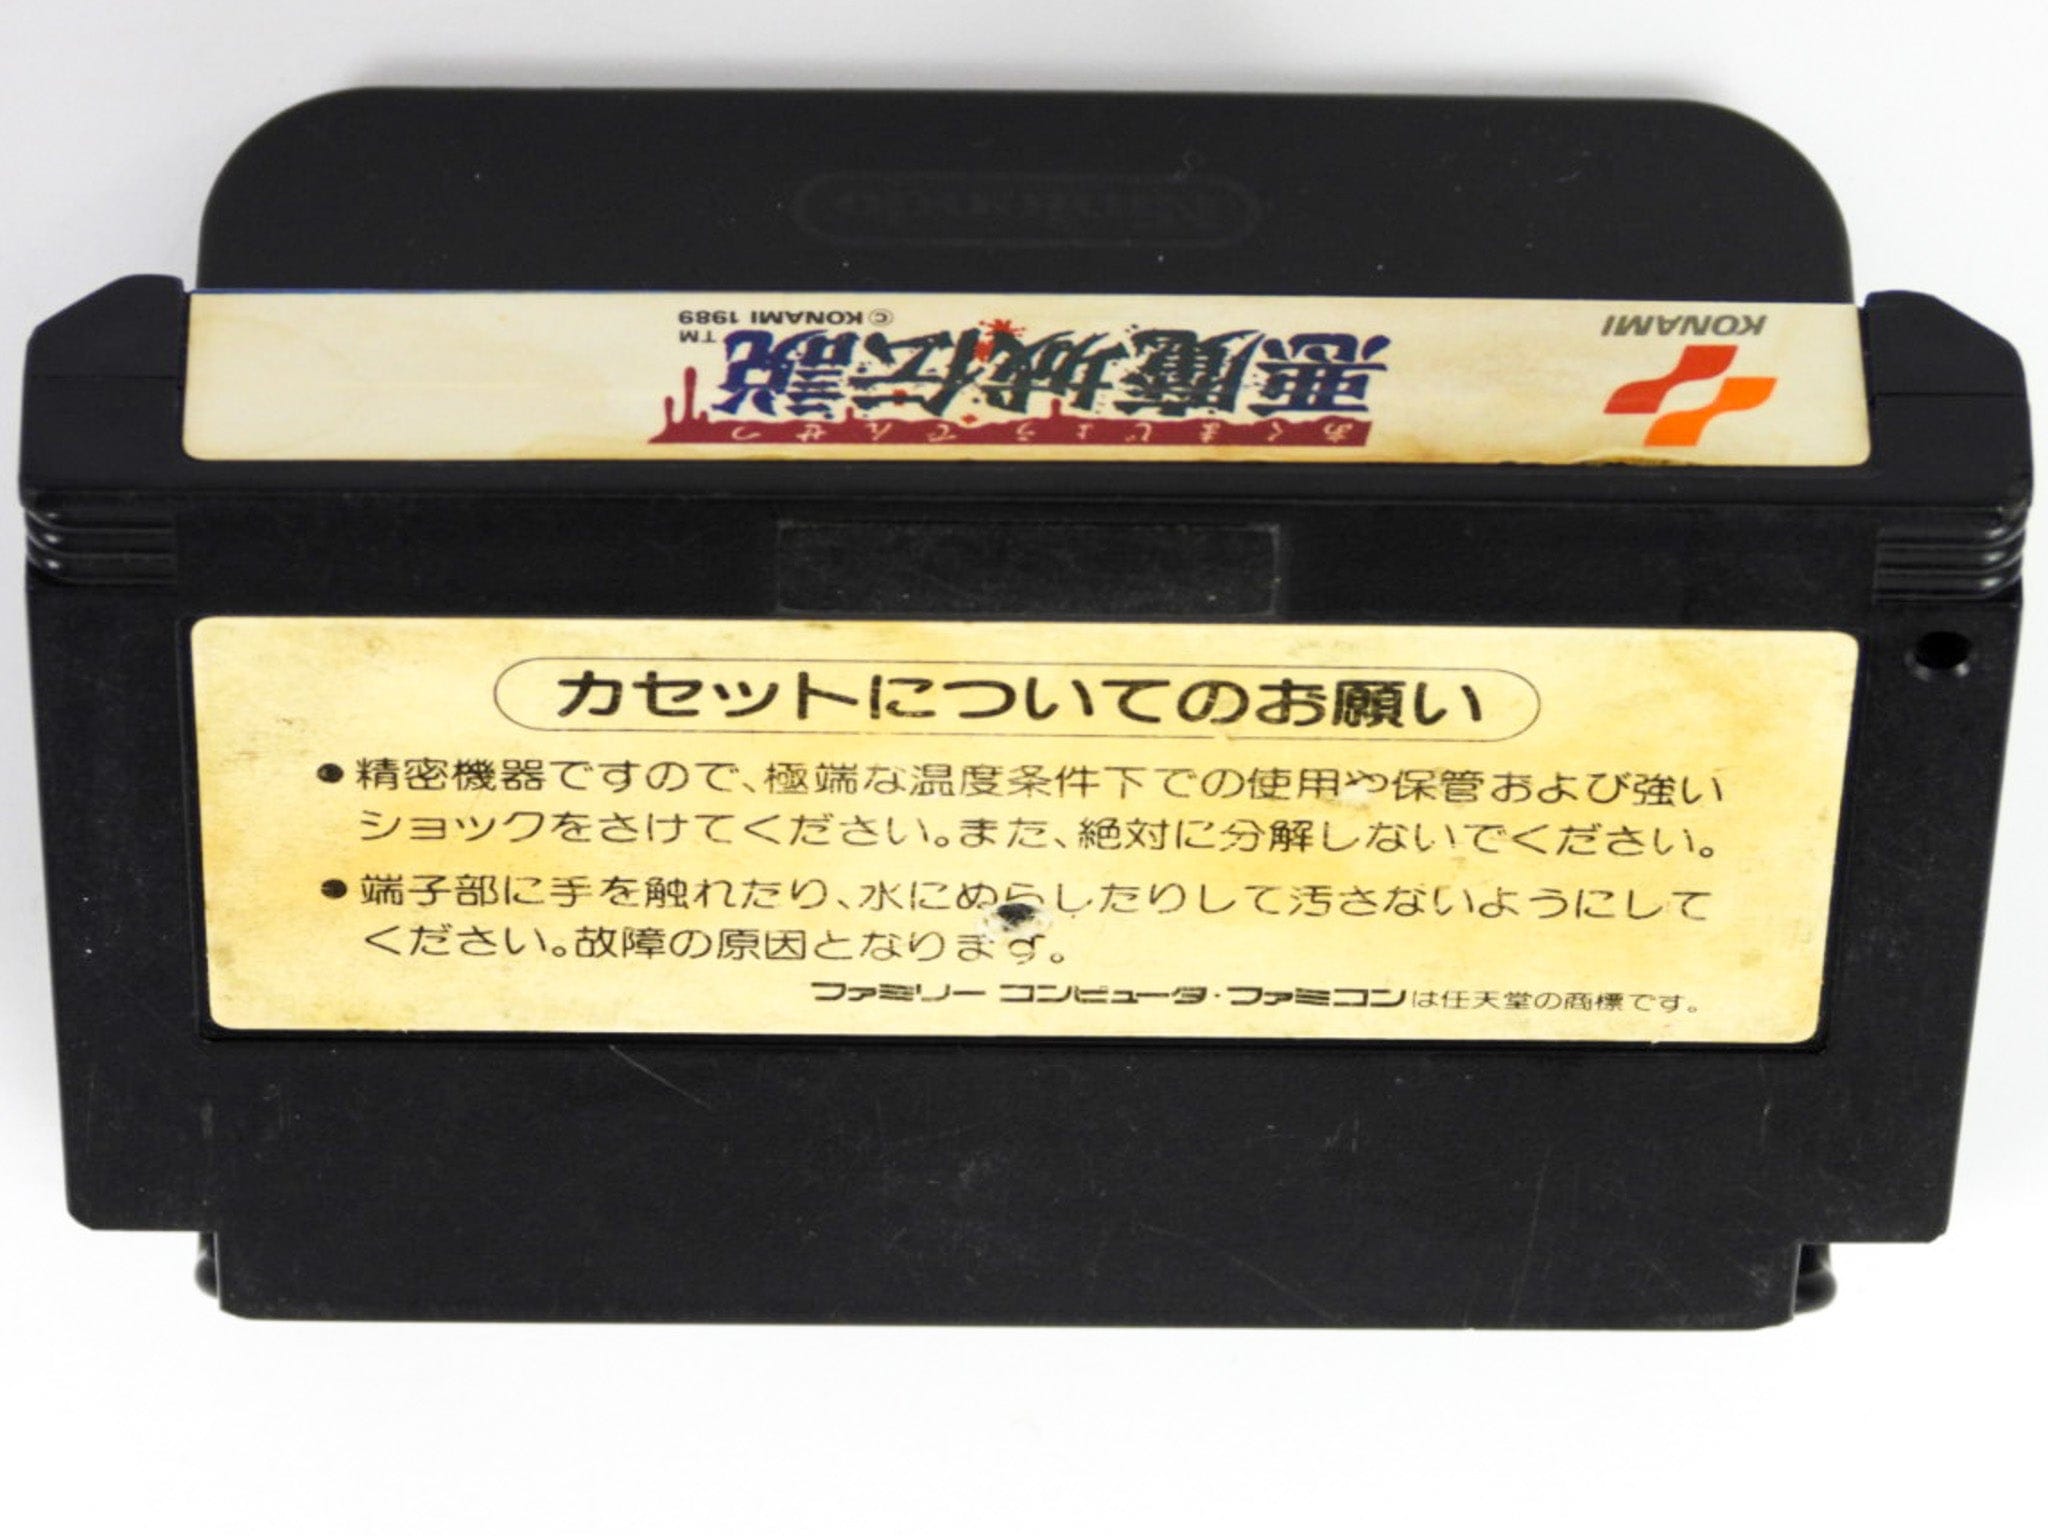 Nintendo
KONAMI
あくまじょうでんせつ
悪魔城伝説
TM
© KONAMI 1989
カセットについてのお願い
●精密機器ですので、極端な温度条件下での使用や保管および強い
ショックをさけてください。また、絶対に分解しないでください。
●端子部に手を触れたり、水にぬらしたりして汚さないようにして
ください。故障の原因となります。
ファミリー コンピュータ・ファミコンは任天堂の商標です。